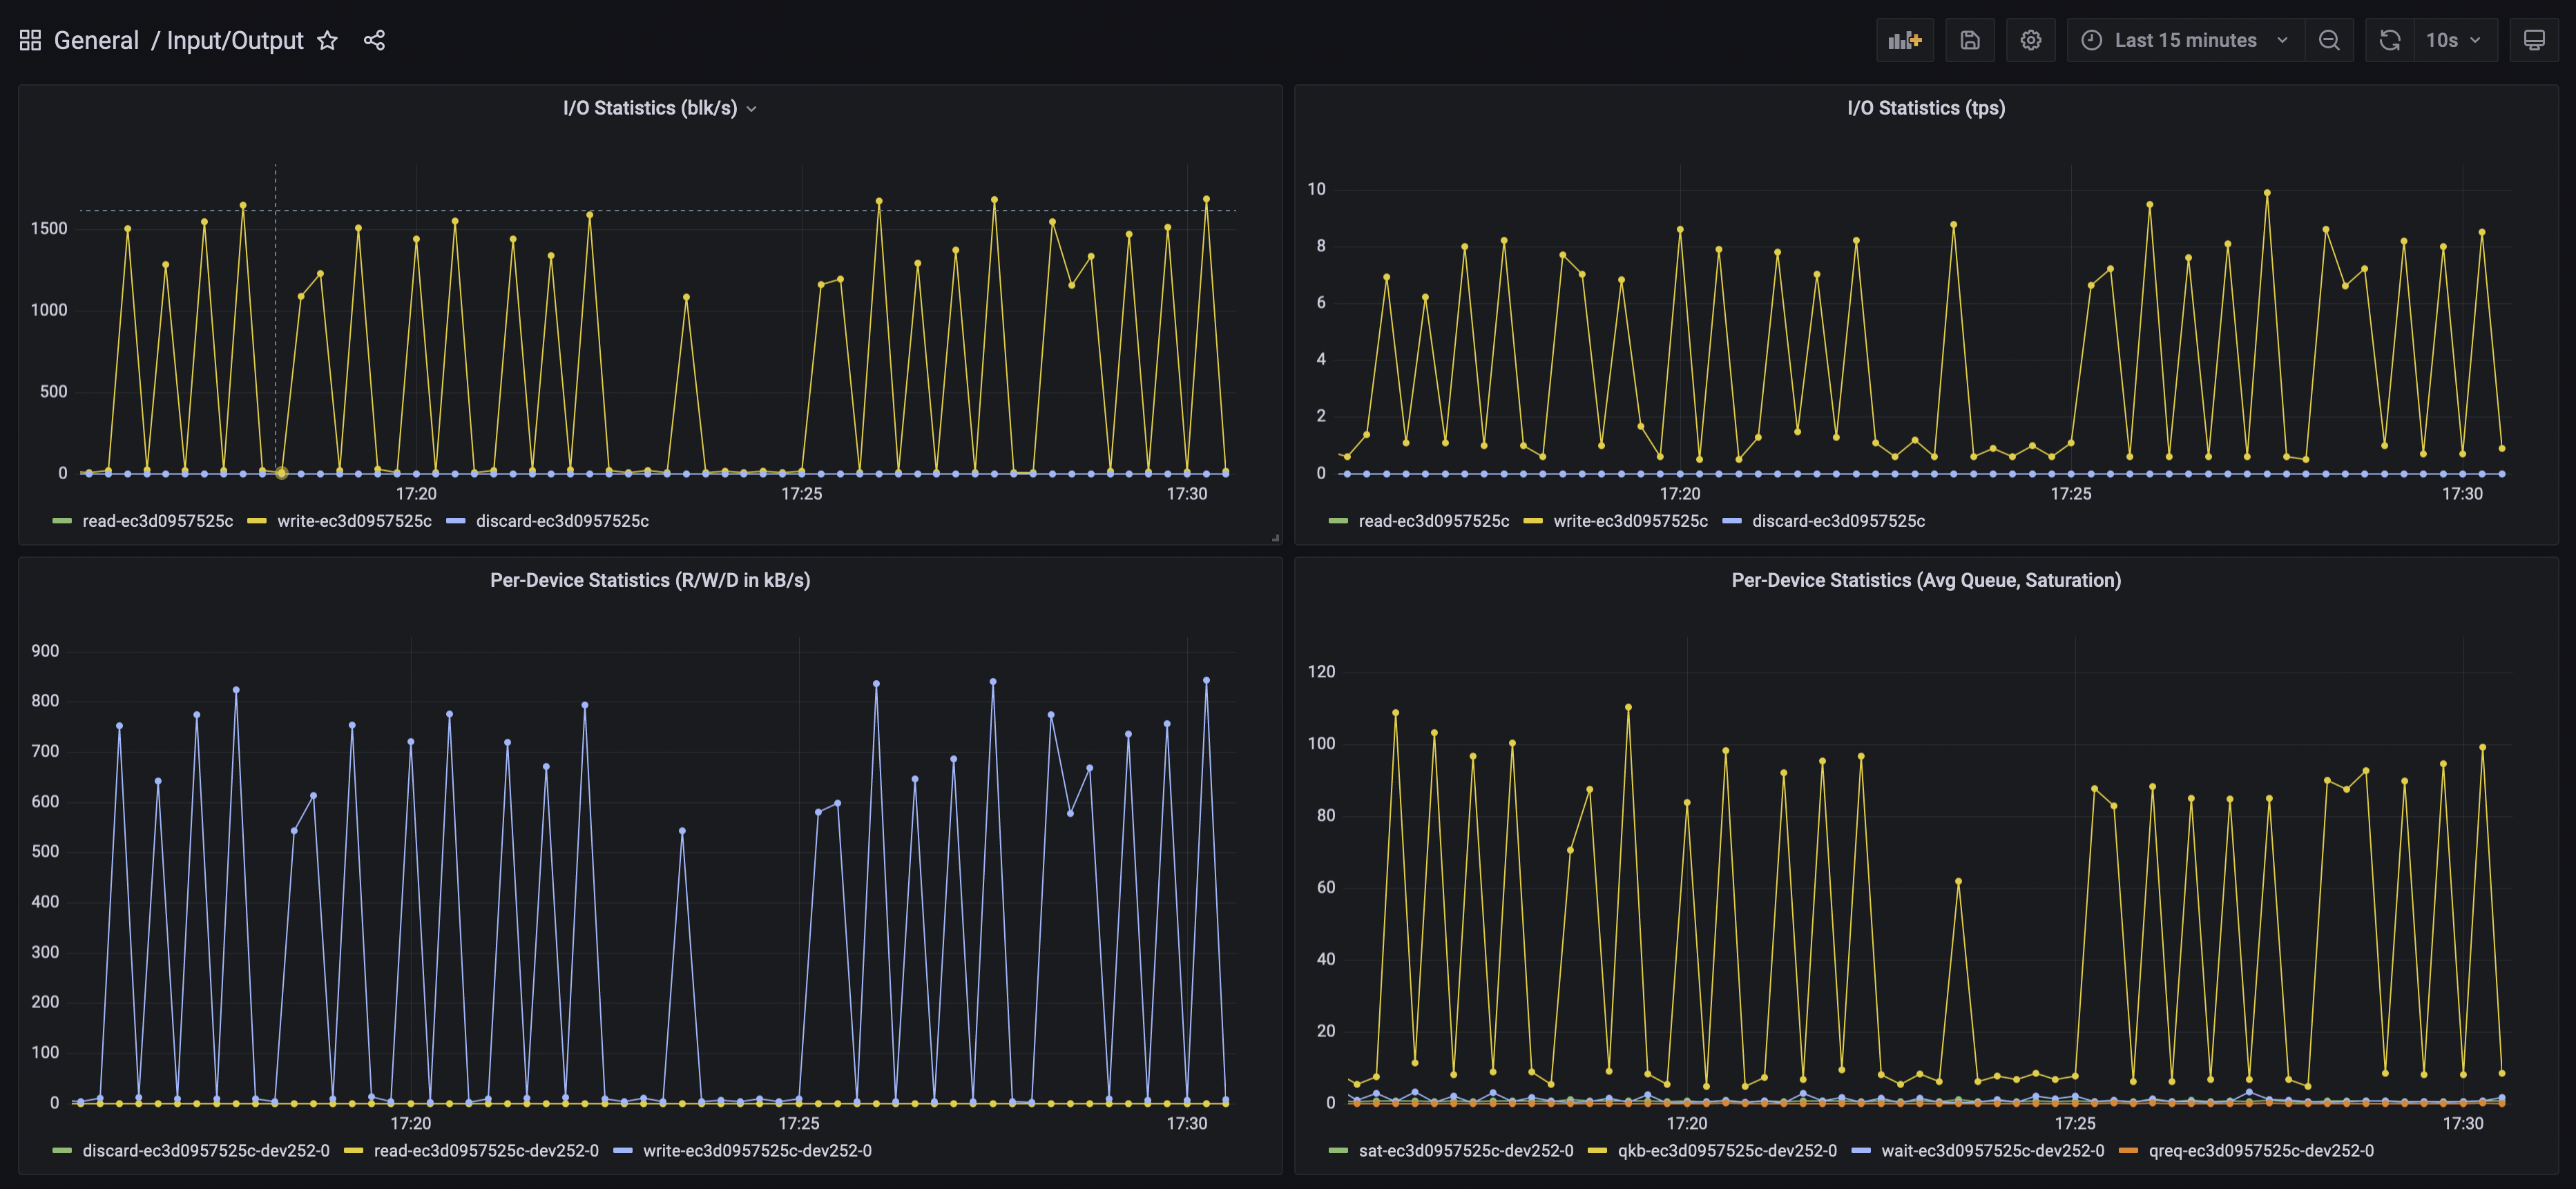 General / Input/Output
Last 15 minutes
10s
I/O Statistics (blk/s)
1500
1000
500
0
17:20 17:25 17:30
read-ec3d0957525c write-ec3d0957525c discard-ec3d0957525c
I/O Statistics (tps)
10
8
6
4
2
0
17:20 17:25 17:30
read-ec3d0957525c write-ec3d0957525c discard-ec3d0957525c
Per-Device Statistics (R/W/D in kB/s)
900
800
700
600
500
400
300
200
100
0
17:20 17:25 17:30
discard-ec3d0957525c-dev252-0 read-ec3d0957525c-dev252-0 write-ec3d0957525c-dev252-0
Per-Device Statistics (Avg Queue, Saturation)
120
100
80
60
40
20
0
17:20 17:25 17:30
sat-ec3d0957525c-dev252-0 qkb-ec3d0957525c-dev252-0 wait-ec3d0957525c-dev252-0 qreq-ec3d0957525c-dev252-0